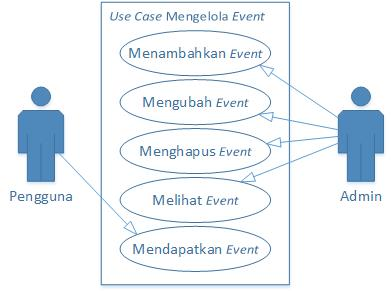 Use Case Mengelola Event
Menambahkan Event
Mengubah Event
Menghapus Event
Melihat Event
Mendapatkan Event
Pengguna
Admin